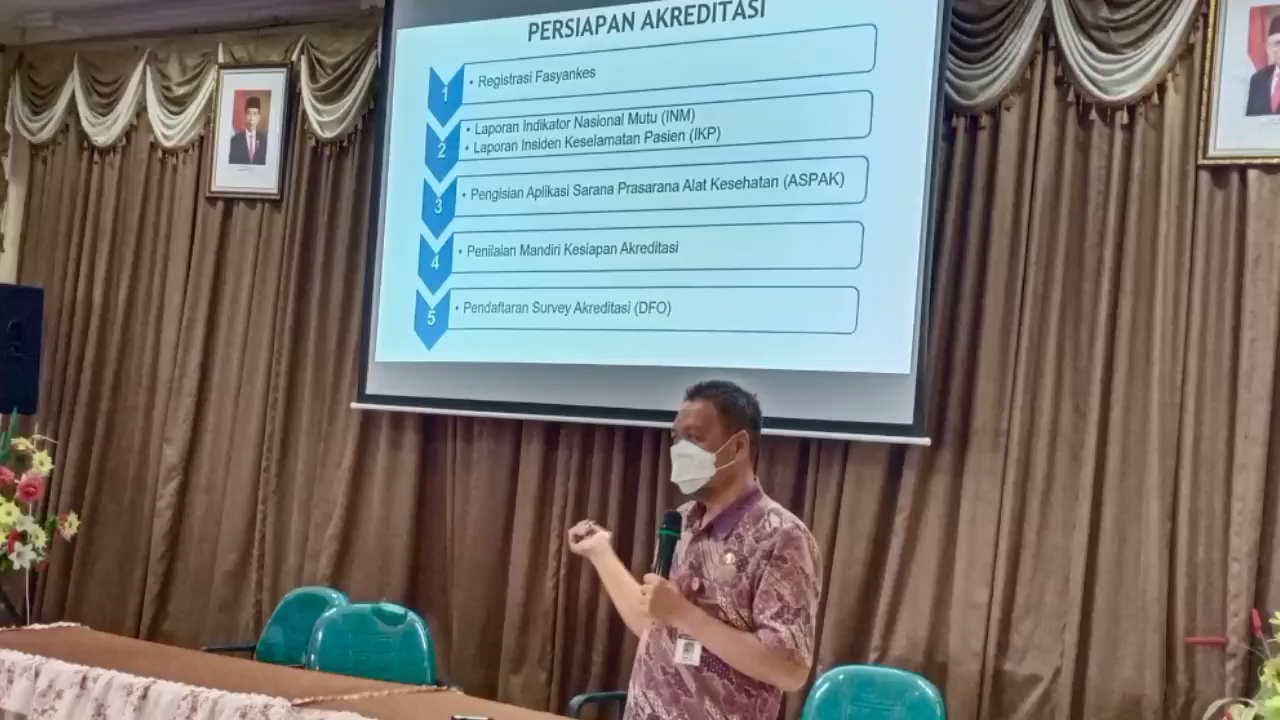 PERSIAPAN AKREDITASI
1
• Registrasi Fasyankes
2
• Laporan Indikator Nasional Mutu (INM)
• Laporan Insiden Keselamatan Pasien (IKP)
3
• Pengisian Aplikasi Sarana Prasarana Alat Kesehatan (ASPAK)
4
• Penilaian Mandiri Kesiapan Akreditasi
5
• Pendaftaran Survey Akreditasi (DFO)